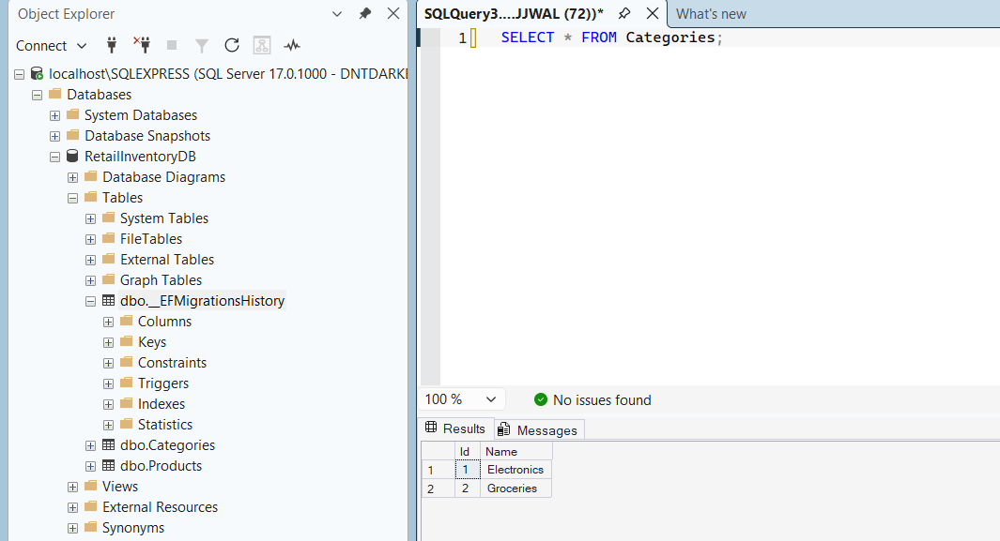 Object Explorer
Connect
localhost\SQLEXPRESS (SQL Server 17.0.1000 - DNTDARKE
Databases
System Databases
Database Snapshots
RetailInventoryDB
Database Diagrams
Tables
System Tables
FileTables
External Tables
Graph Tables
dbo.__EFMigrationsHistory
Columns
Keys
Constraints
Triggers
Indexes
Statistics
dbo.Categories
dbo.Products
Views
External Resources
Synonyms
SQLQuery3....JJWAL (72))*
What's new
1 SELECT * FROM Categories;
100 %
No issues found
Results
Messages
Id Name
1 1 Electronics
2 2 Groceries